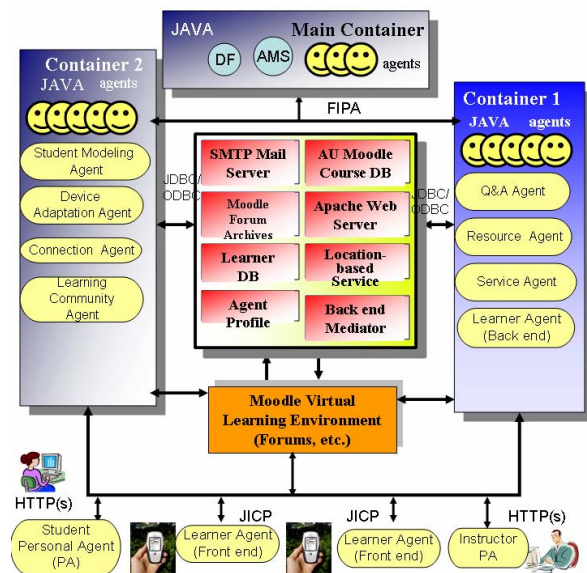 JAVA
Main Container
DF
AMS
agents
Container 2
JAVA agents
FIPA
Container 1
JAVA agents
Student Modeling
Agent
Device
Adaptation Agent
Connection Agent
Learning
Community
Agent
JDBC/
ODBC
SMTP Mail
Server
AU Moodle
Course DB
Moodle
Forum
Archives
Apache Web
Server
Learner
DB
Location-
based
Service
Agent
Profile
Back end
Mediator
JDBC/
ODBC
Q&A Agent
Resource Agent
Service Agent
Learner Agent
(Back end)
Moodle Virtual
Learning Environment
(Forums, etc.)
HTTP(s)
JICP
JICP
HTTP(s)
Student
Personal Agent
(PA)
Learner Agent
(Front end)
Learner Agent
(Front end)
Instructor
PA